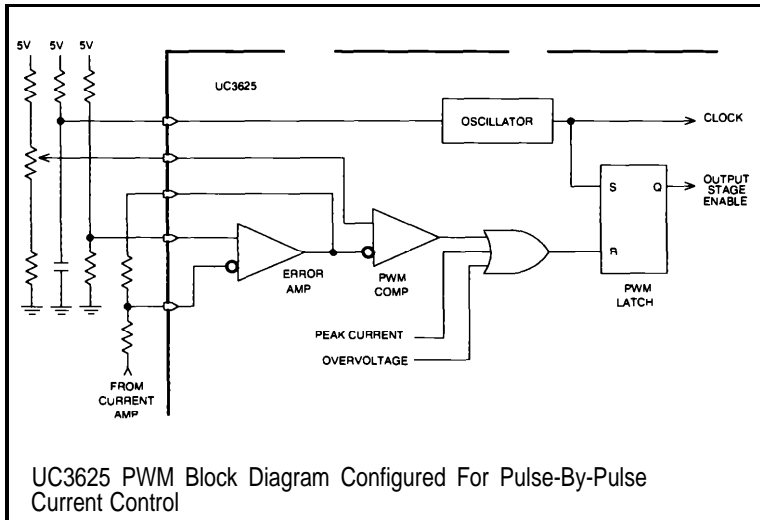 5V 5V 5V
UC3625
OSCILLATOR
CLOCK
S Q
OUTPUT
STAGE
ENABLE
ERROR
AMP
PWM
COMP
R
PWM
LATCH
PEAK CURRENT
OVERVOLTAGE
FROM
CURRENT
AMP
UC3625 PWM Block Diagram Configured For Pulse-By-Pulse
Current Control